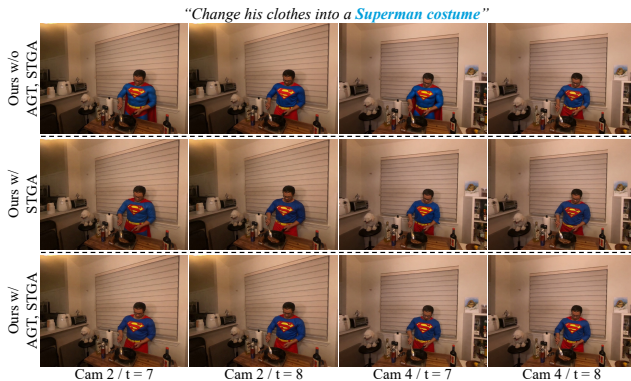 “Change his clothes into a Superman costume”
Ours w/o
AGT, STGA
Ours w/
STGA
Ours w/
AGT, STGA
Cam 2 / t = 7
Cam 2 / t = 8
Cam 4 / t = 7
Cam 4 / t = 8